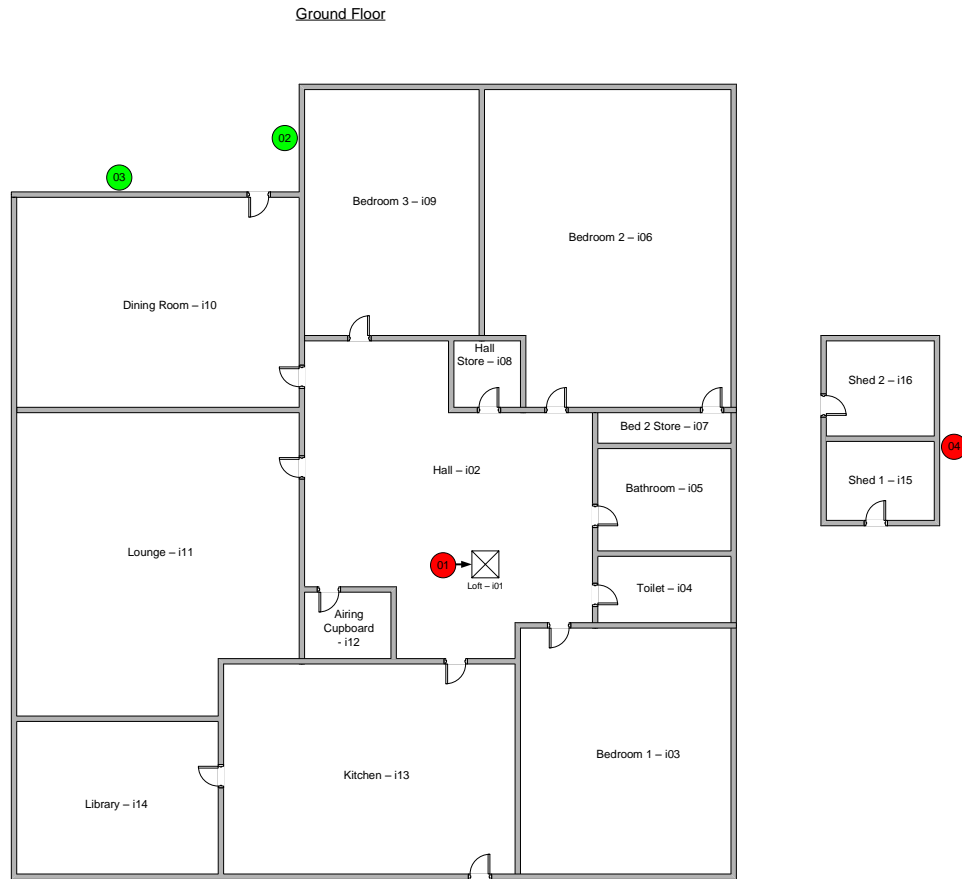 Ground Floor
02
03
Bedroom 3 – i09
Bedroom 2 – i06
Dining Room – i10
Hall
Store – i08
Shed 2 – i16
Bed 2 Store – i07
04
Hall – i02
Bathroom – i05
Shed 1 – i15
Lounge – i11
01
Loft – i01
Toilet – i04
Airing
Cupboard
- i12
Bedroom 1 – i03
Kitchen – i13
Library – i14